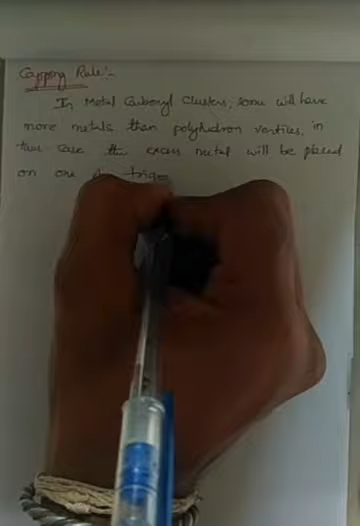 Capping Rule:-
In Metal Carbonyl Clusters, some will have
more metals than polyhedron vertices. in
this case the excess metal will be placed
on one trigo